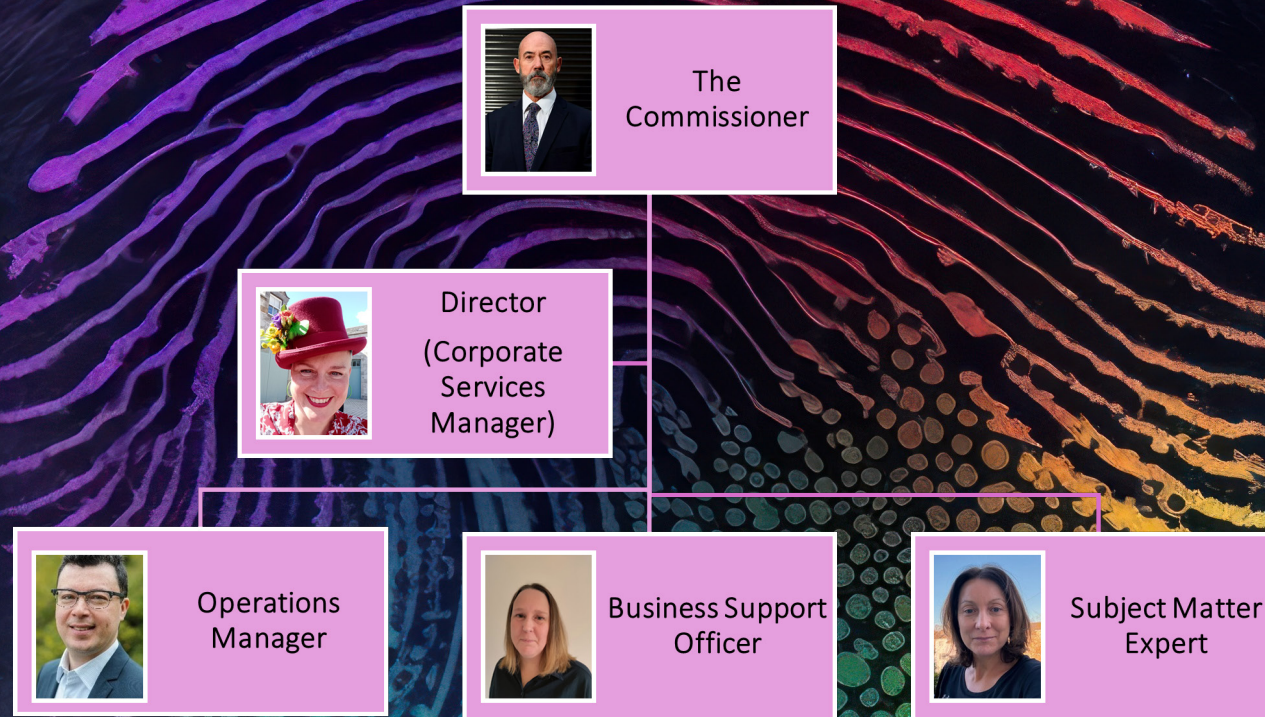 The
Commissioner
Director
(Corporate
Services
Manager)
Operations
Manager
Business Support
Officer
Subject Matter
Expert